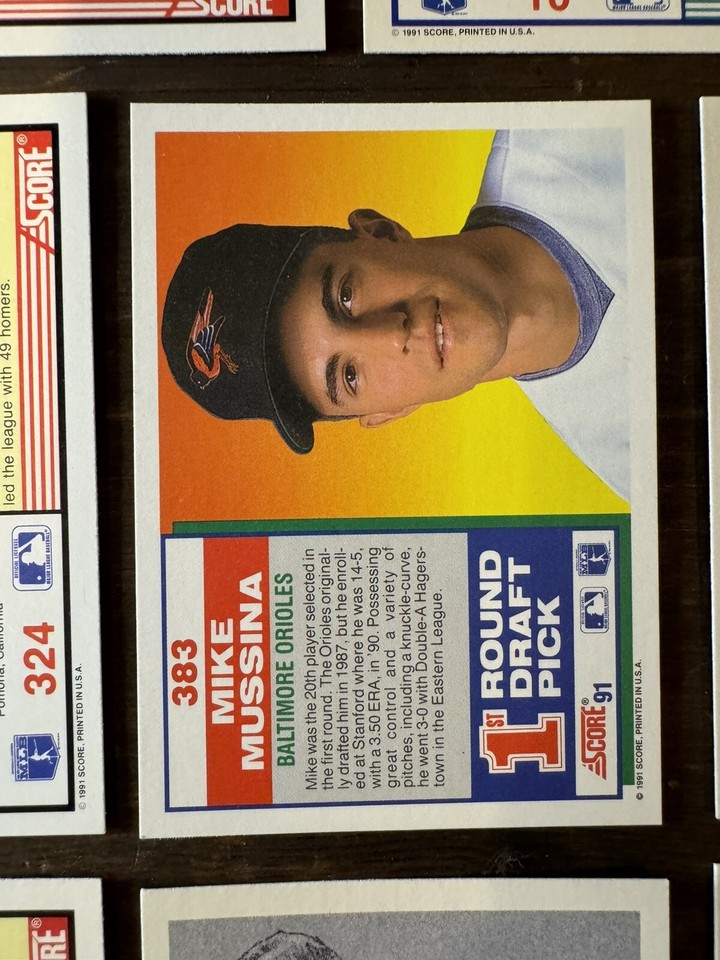 SCORE
10
© 1991 SCORE, PRINTED IN U.S.A.
led the league with 49 homers.
SCORE®
324
Pomona, California
© 1991 SCORE, PRINTED IN U.S.A.
383
MIKE
MUSSINA
BALTIMORE ORIOLES
Mike was the 20th player selected in
the first round. The Orioles original-
ly drafted him in 1987, but he enroll-
ed at Stanford where he was 14-5,
with a 3.50 ERA, in '90. Possessing
great control and a variety of
pitches, including a knuckle-curve,
he went 3-0 with Double-A Hagers-
town in the Eastern League.
1ST ROUND
DRAFT
PICK
SCORE® 91
© 1991 SCORE, PRINTED IN U.S.A.
ORE®